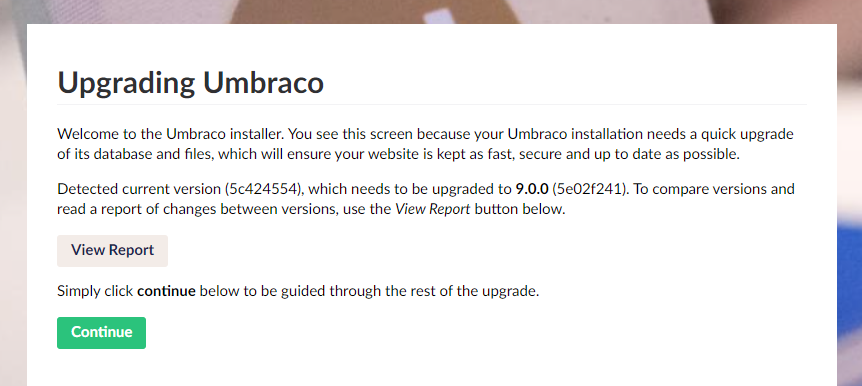 Upgrading Umbraco
Welcome to the Umbraco installer. You see this screen because your Umbraco installation needs a quick upgrade
of its database and files, which will ensure your website is kept as fast, secure and up to date as possible.
Detected current version (5c424554), which needs to be upgraded to 9.0.0 (5e02f241). To compare versions and
read a report of changes between versions, use the View Report button below.
View Report
Simply click continue below to be guided through the rest of the upgrade.
Continue